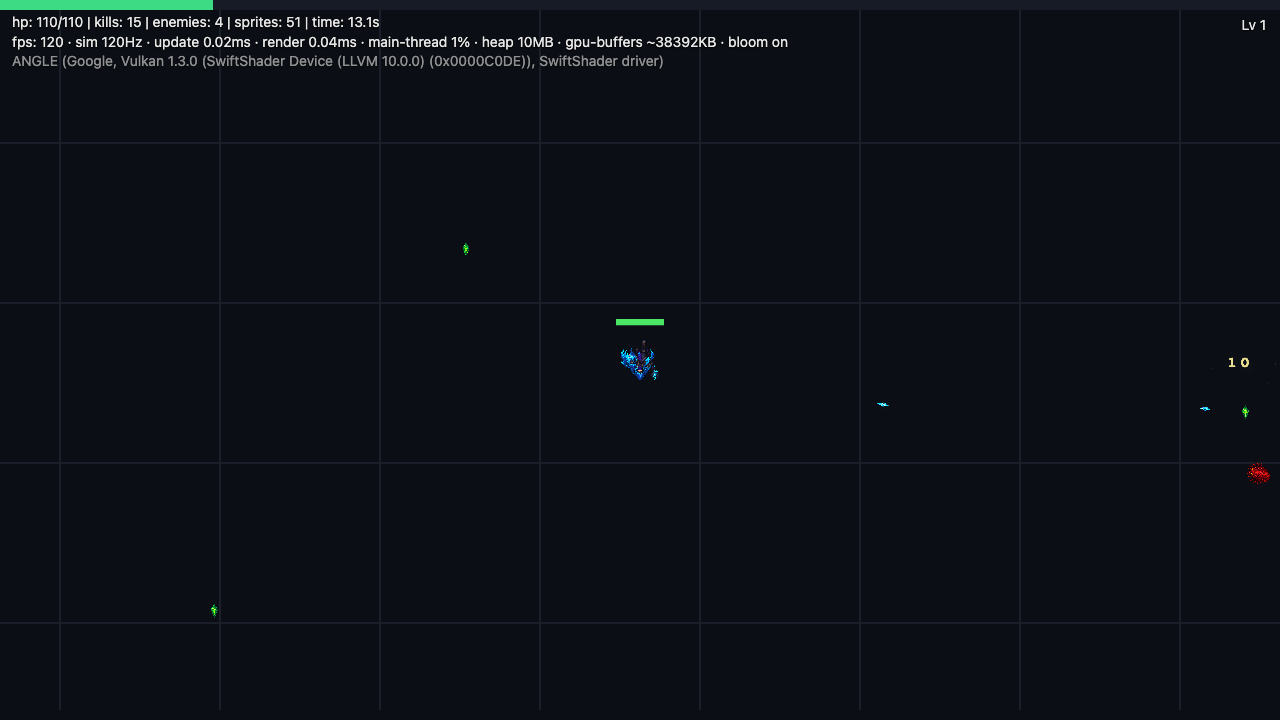 hp: 110/110 | kills: 15 | enemies: 4 | sprites: 51 | time: 13.1s
Lv 1
fps: 120 · sim 120Hz · update 0.02ms · render 0.04ms · main-thread 1% · heap 10MB · gpu-buffers ~38392KB · bloom on
ANGLE (Google, Vulkan 1.3.0 (SwiftShader Device (LLVM 10.0.0) (0x0000C0DE)), SwiftShader driver)
10